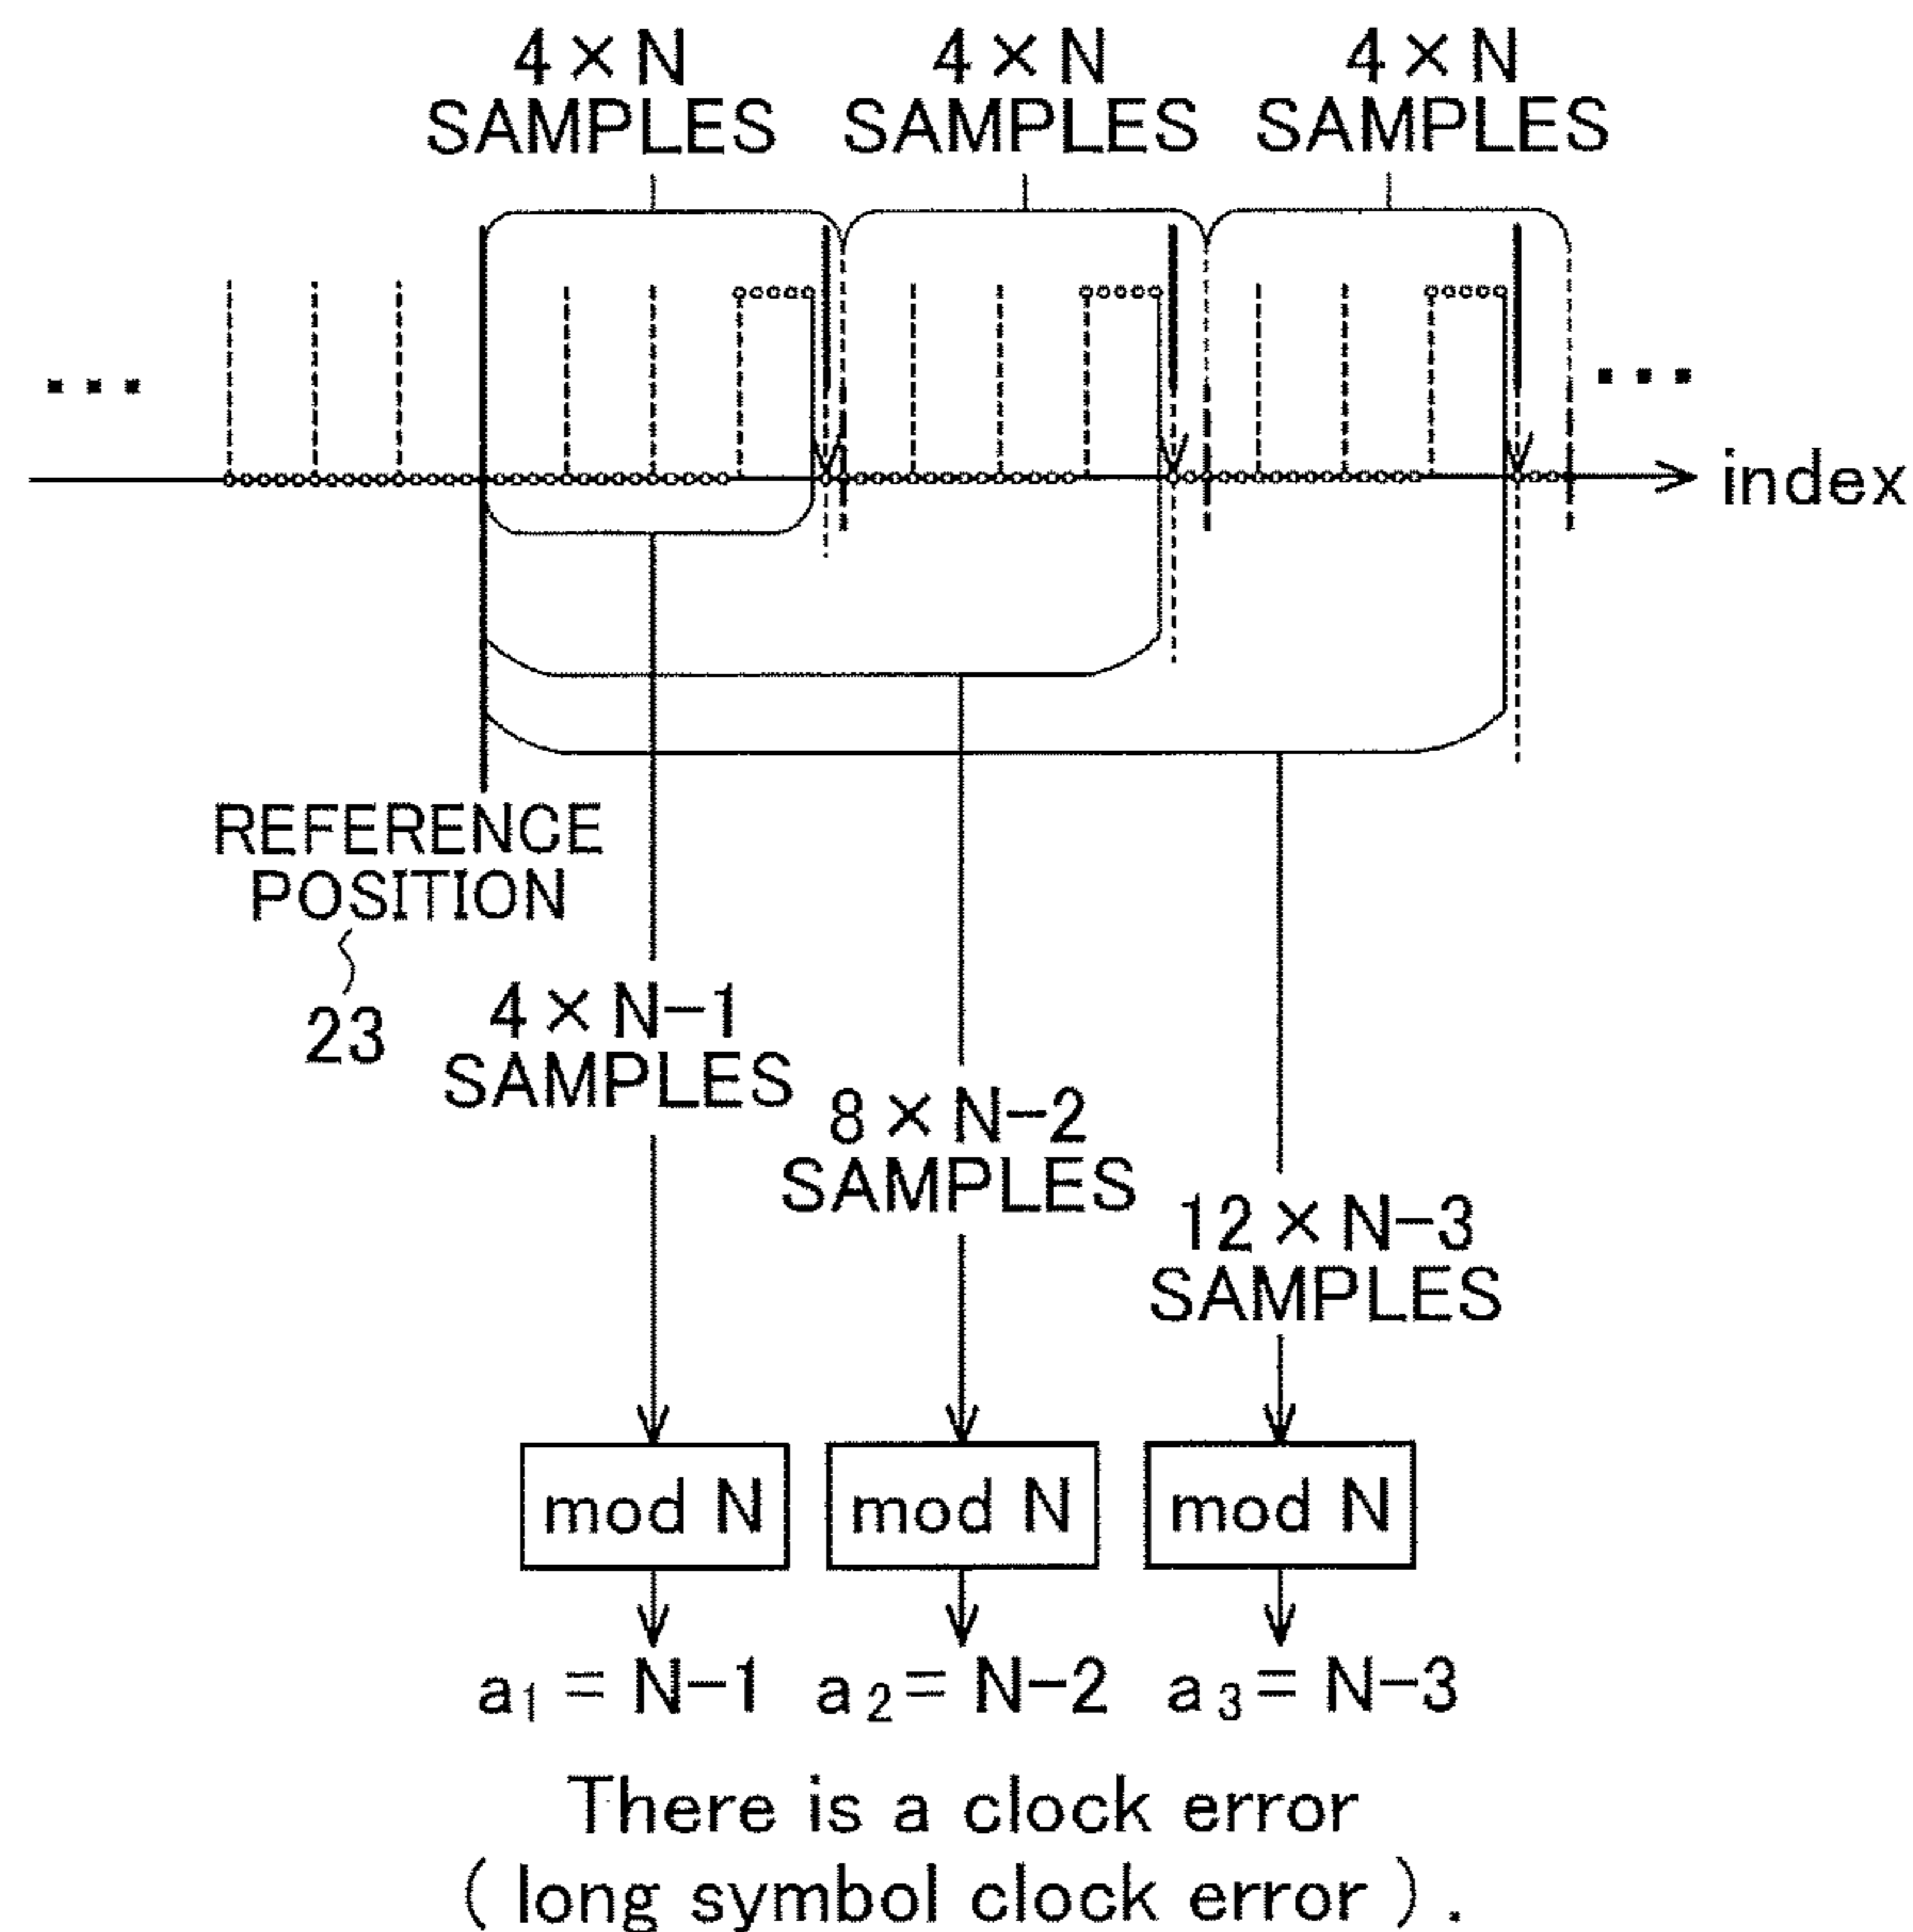 4×N
SAMPLES
4×N
SAMPLES
4×N
SAMPLES
...
...
index
REFERENCE
POSITION
23
4×N-1
SAMPLES
8×N-2
SAMPLES
12×N-3
SAMPLES
mod N
mod N
mod N
a₁ = N-1
a₂ = N-2
a₃ = N-3
There is a clock error
( long symbol clock error ).